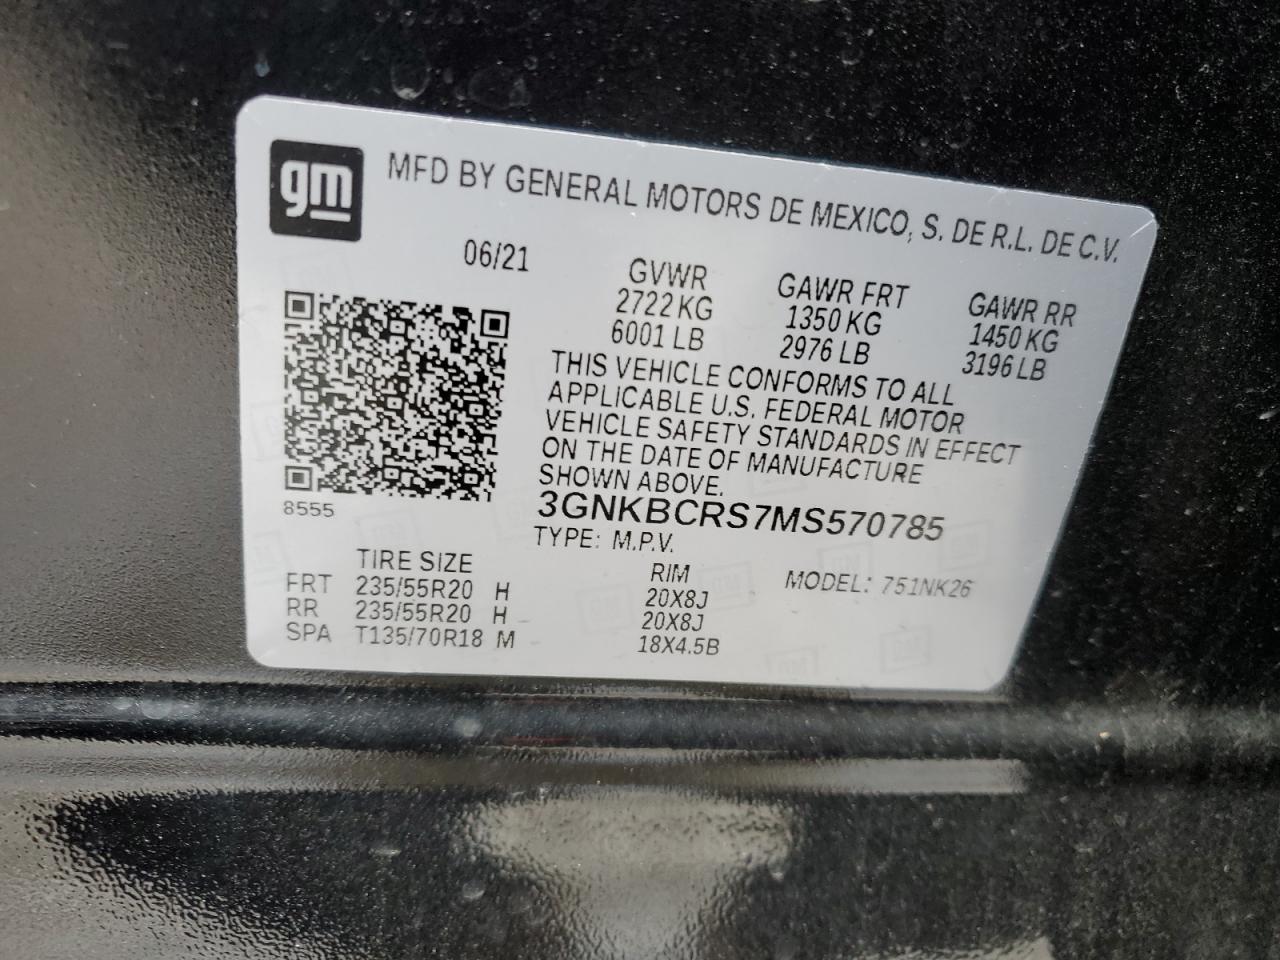 gm
MFD BY GENERAL MOTORS DE MEXICO, S. DE R.L. DE C.V.
06/21
GVWR
2722 KG
6001 LB
GAWR FRT
1350 KG
2976 LB
GAWR RR
1450 KG
3196 LB
THIS VEHICLE CONFORMS TO ALL
APPLICABLE U.S. FEDERAL MOTOR
VEHICLE SAFETY STANDARDS IN EFFECT
ON THE DATE OF MANUFACTURE
SHOWN ABOVE.
8555
3GNKBCRS7MS570785
TYPE: M.P.V.
MODEL: 751NK26
TIRE SIZE RIM
FRT 235/55R20 H 20X8J
RR 235/55R20 H 20X8J
SPA T135/70R18 M 18X4.5B